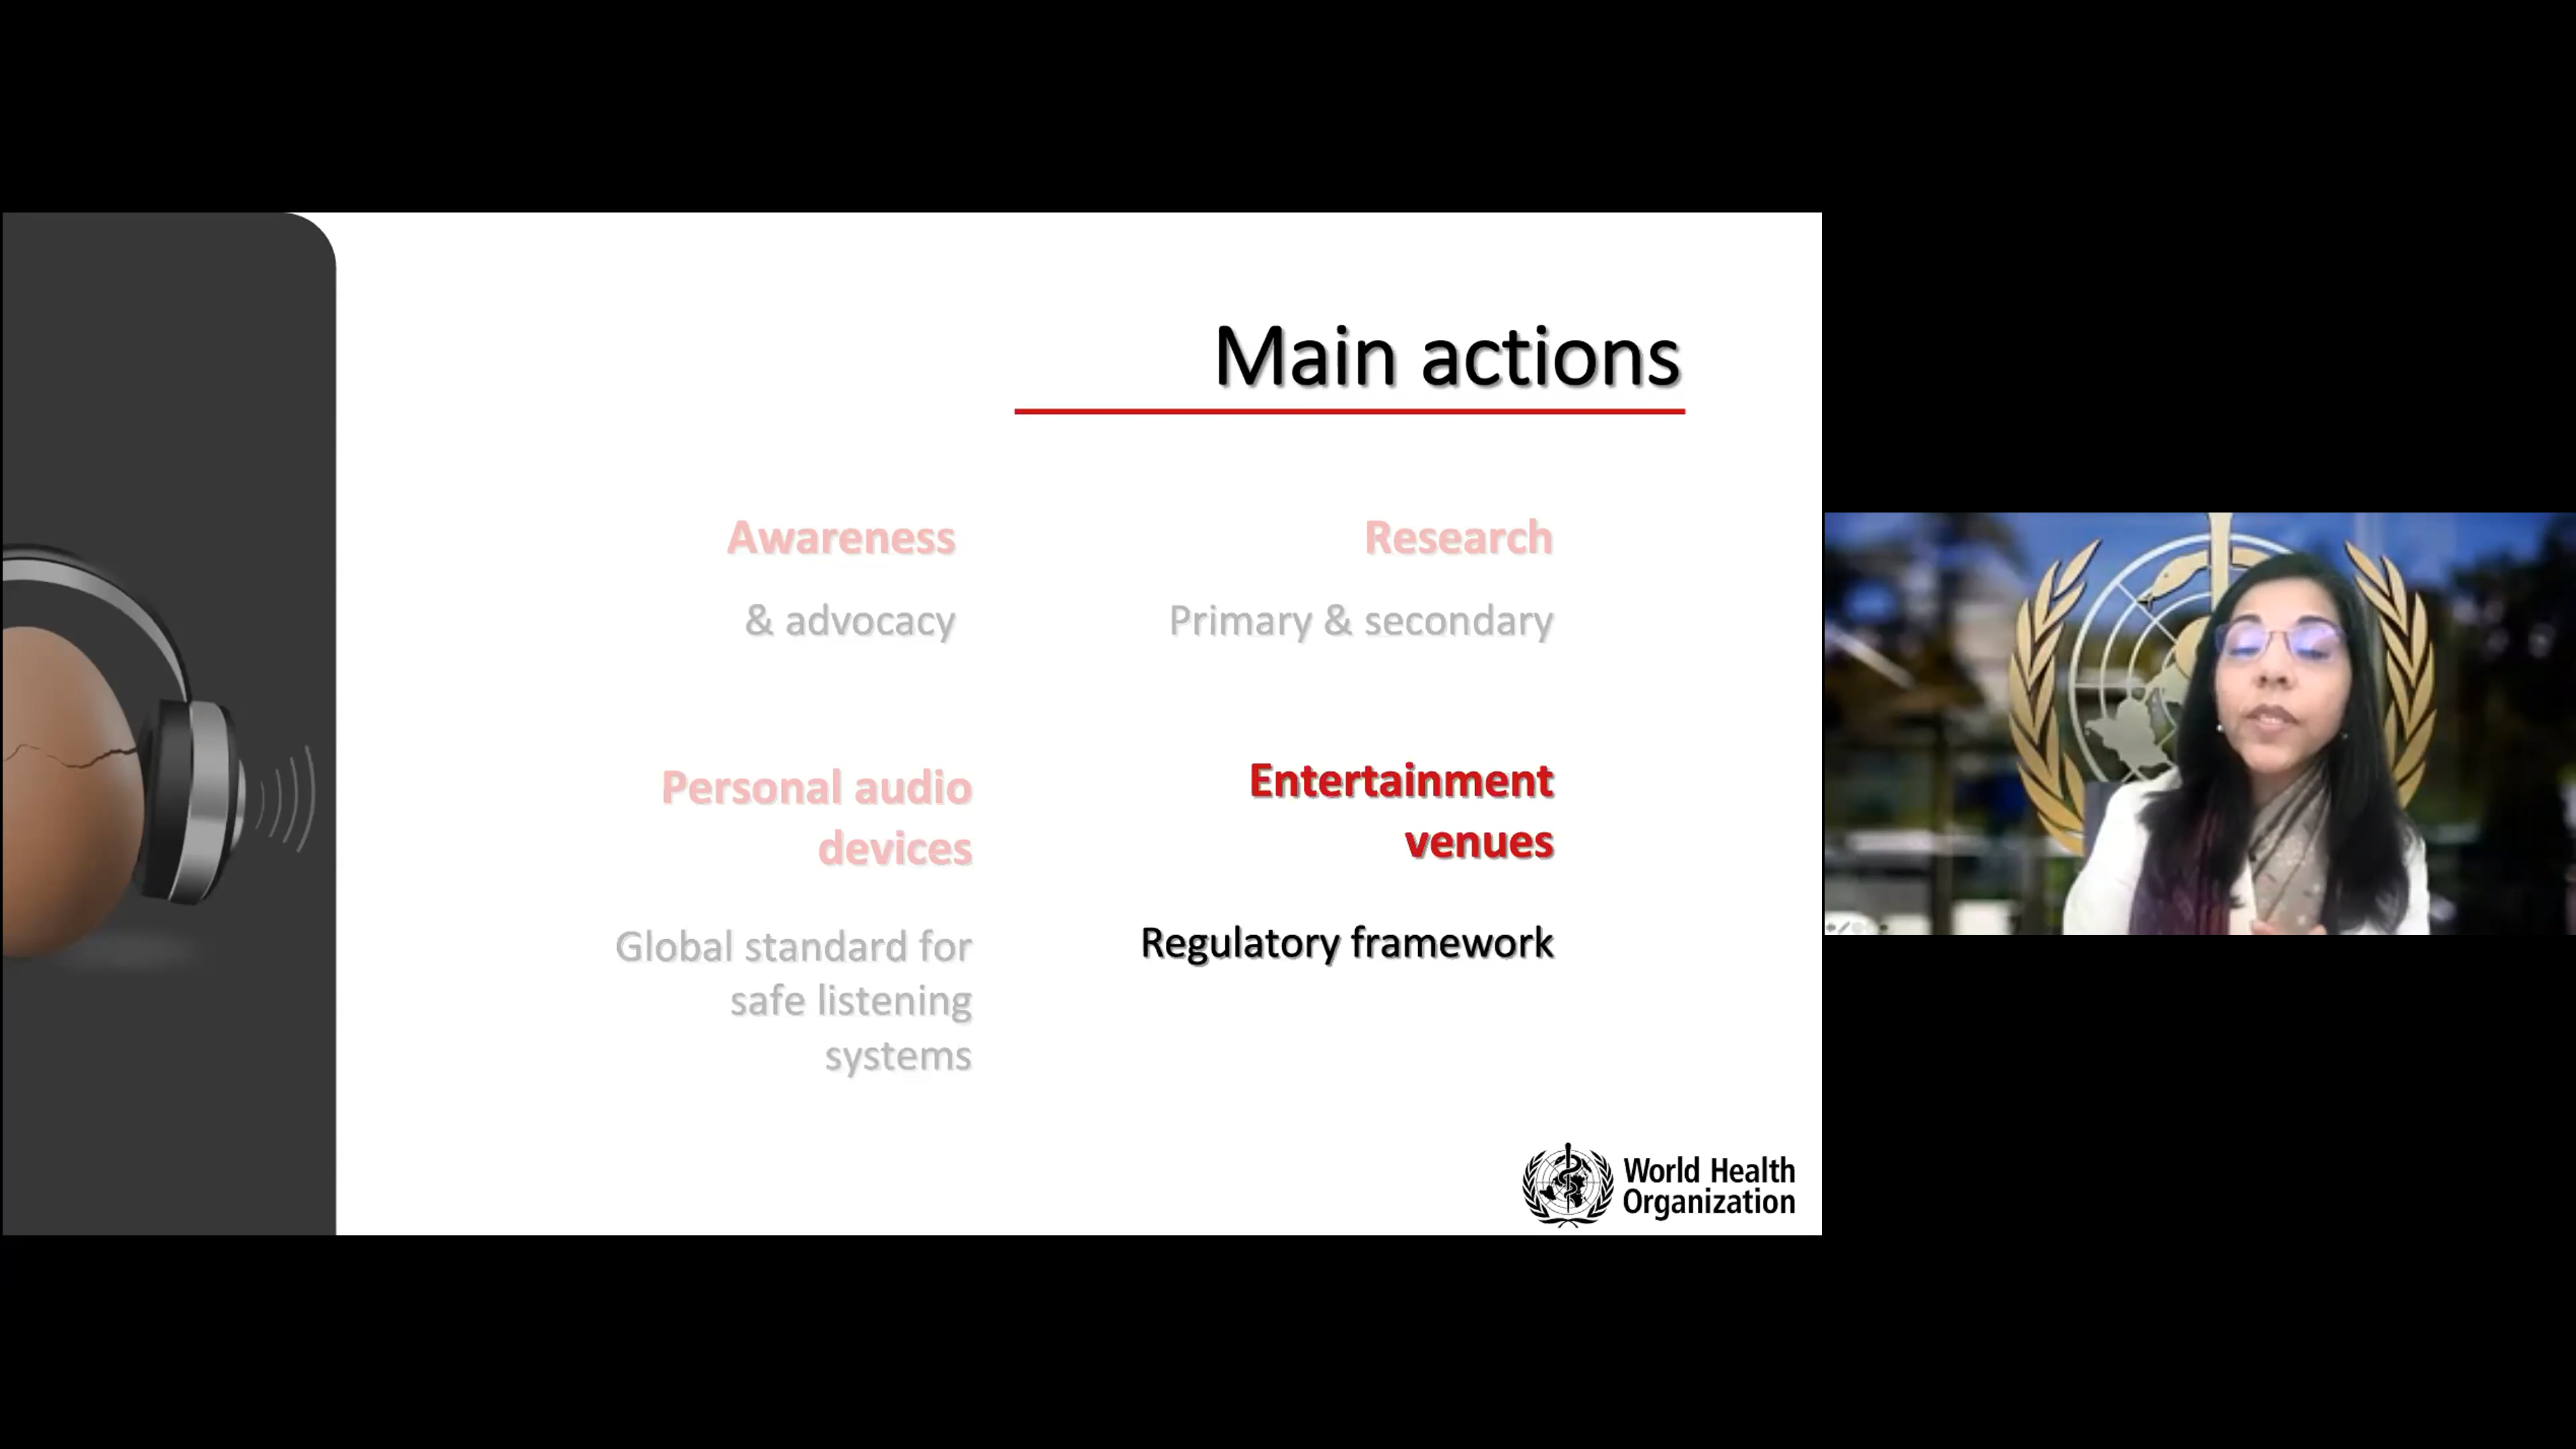 Main actions
Awareness
& advocacy
Research
Primary & secondary
Personal audio
devices
Global standard for
safe listening
systems
Entertainment
venues
Regulatory framework
World Health
Organization